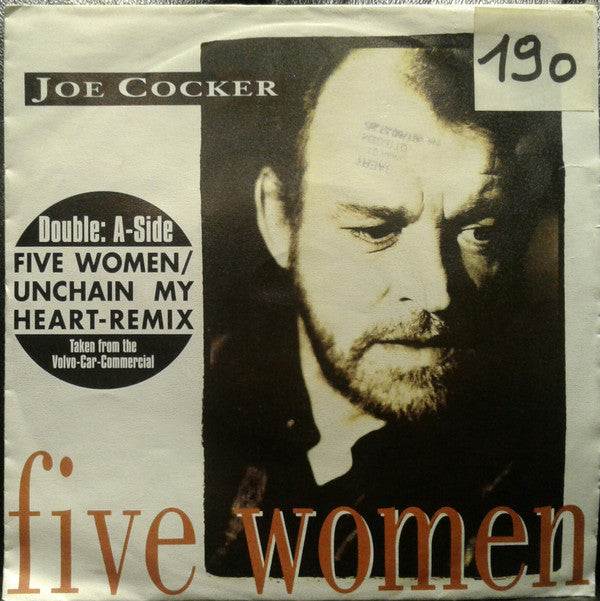 JOE COCKER
190
Double: A-Side
FIVE WOMEN/
UNCHAIN MY
HEART-REMIX
Taken from the
Volvo-Car-Commercial
five women